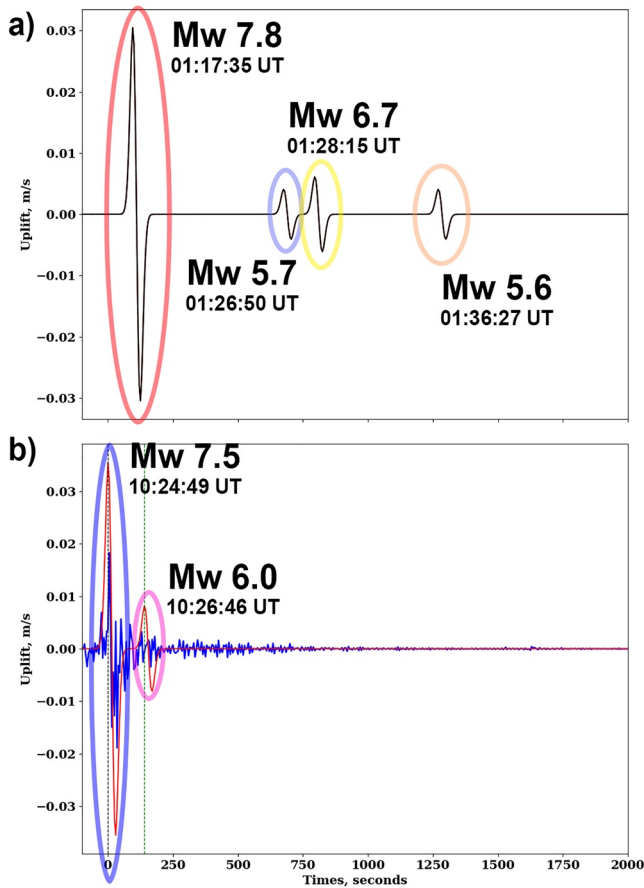 a)
Mw 7.8
01:17:35 UT
Mw 6.7
01:28:15 UT
Mw 5.7
01:26:50 UT
Mw 5.6
01:36:27 UT
Uplift, m/s
0.03
0.02
0.01
0.00
−0.01
−0.02
−0.03
b)
Mw 7.5
10:24:49 UT
Mw 6.0
10:26:46 UT
Uplift, m/s
0.03
0.02
0.01
0.00
−0.01
−0.02
−0.03
0 250 500 750 1000 1250 1500 1750 2000
Times, seconds